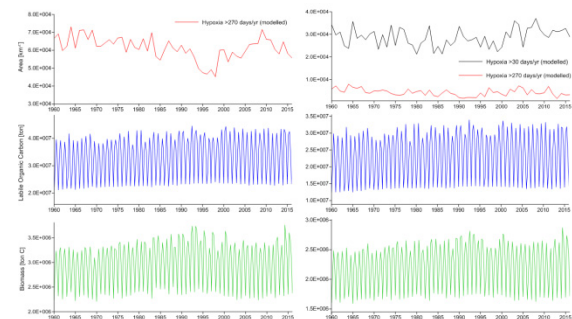 8.0E+004
7.0E+004
6.0E+004
5.0E+004
4.0E+004
3.0E+004
Area [km²]
Hypoxia >270 days/yr (modelled)
1960 1965 1970 1975 1980 1985 1990 1995 2000 2005 2010 2015
4.0E+004
3.0E+004
2.0E+004
1.0E+004
0.0E+000
Hypoxia >30 days/yr (modelled)
Hypoxia >270 days/yr (modelled)
1960 1965 1970 1975 1980 1985 1990 1995 2000 2005 2010 2015
Labile Organic Carbon [ton]
4.0E+007
3.0E+007
2.0E+007
1960 1965 1970 1975 1980 1985 1990 1995 2000 2005 2010 2015
3.5E+007
3.0E+007
2.5E+007
2.0E+007
1.5E+007
1.0E+007
1960 1965 1970 1975 1980 1985 1990 1995 2000 2005 2010 2015
Biomass [ton C]
3.5E+006
3.0E+006
2.5E+006
2.0E+006
1960 1965 1970 1975 1980 1985 1990 1995 2000 2005 2010 2015
3.0E+006
2.5E+006
2.0E+006
1.5E+006
1960 1965 1970 1975 1980 1985 1990 1995 2000 2005 2010 2015